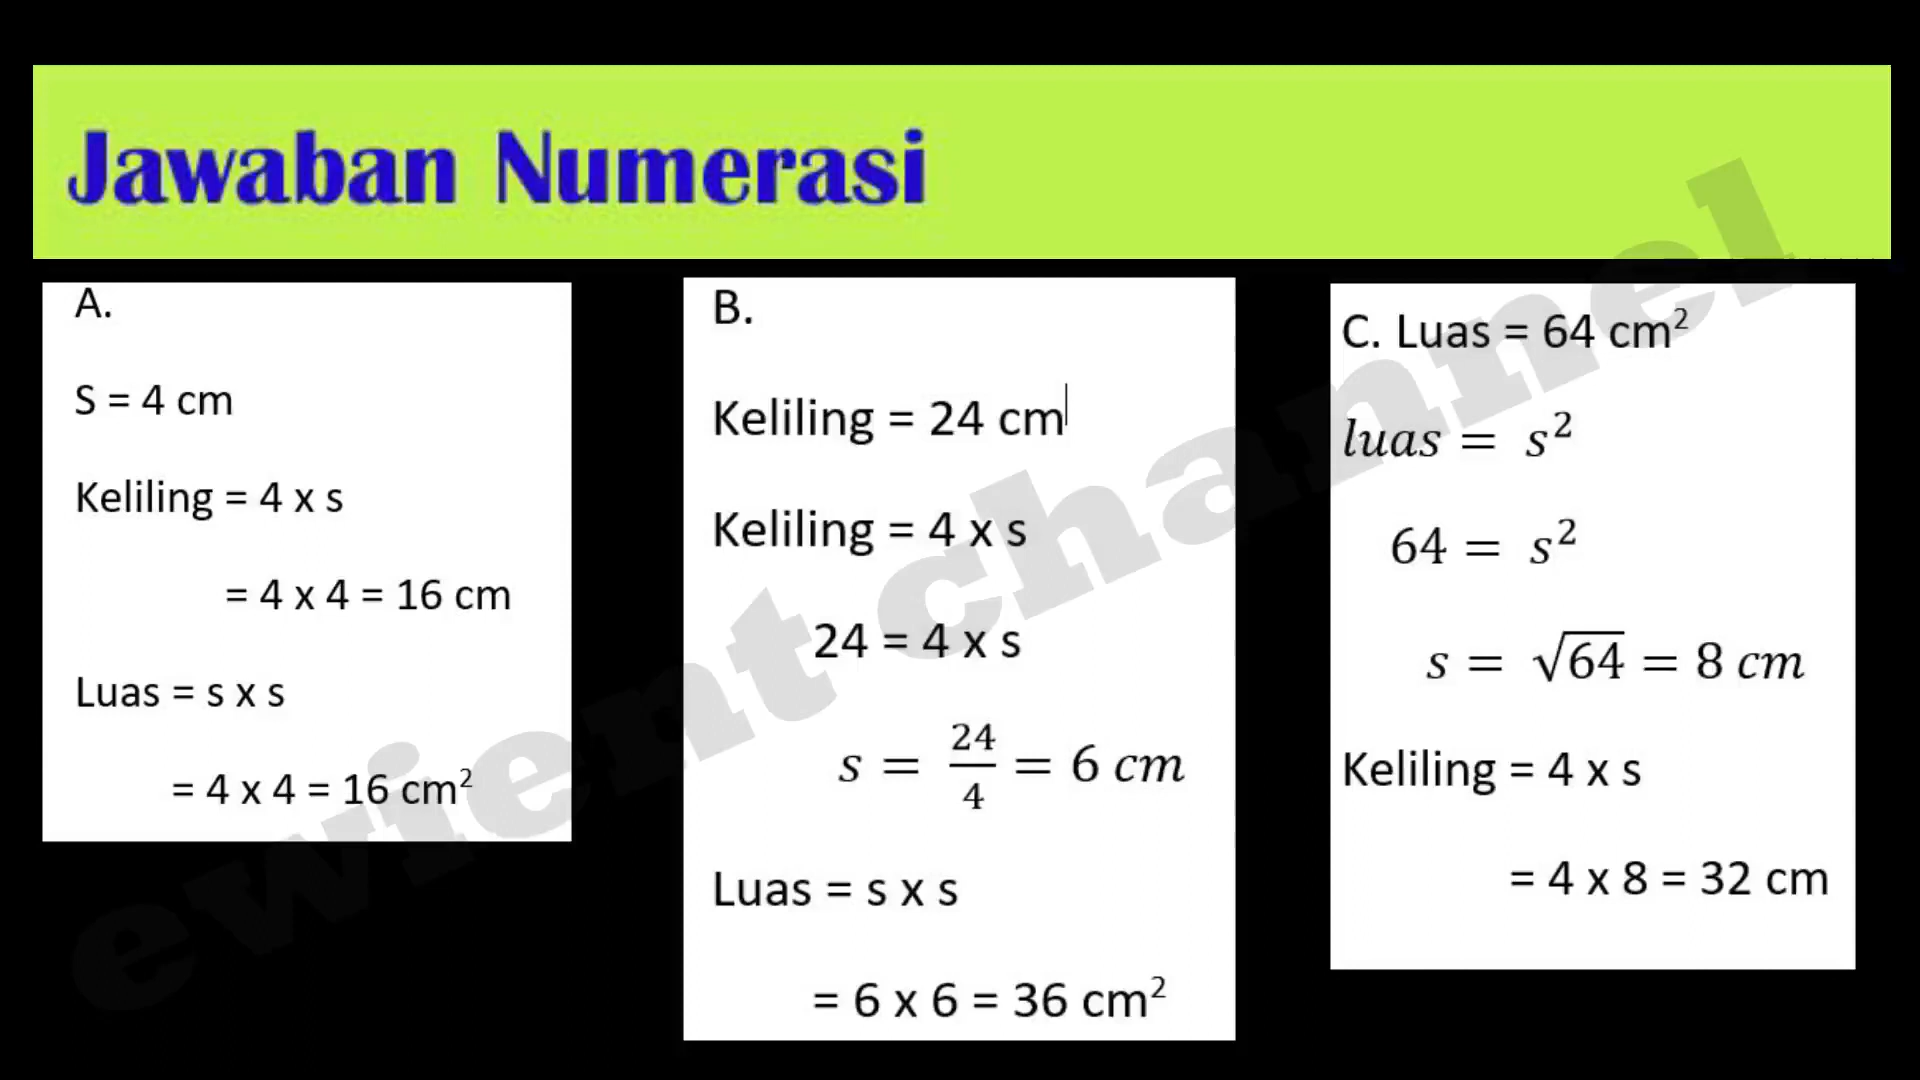 Jawaban Numerasi
A.
S = 4 cm
Keliling = 4 x s
= 4 x 4 = 16 cm
Luas = s x s
= 4 x 4 = 16 cm²
B.
Keliling = 24 cm
Keliling = 4 x s
24 = 4 x s
s = 24/4 = 6 cm
Luas = s x s
= 6 x 6 = 36 cm²
C. Luas = 64 cm²
luas = s²
64 = s²
s = √64 = 8 cm
Keliling = 4 x s
= 4 x 8 = 32 cm
ewient channel